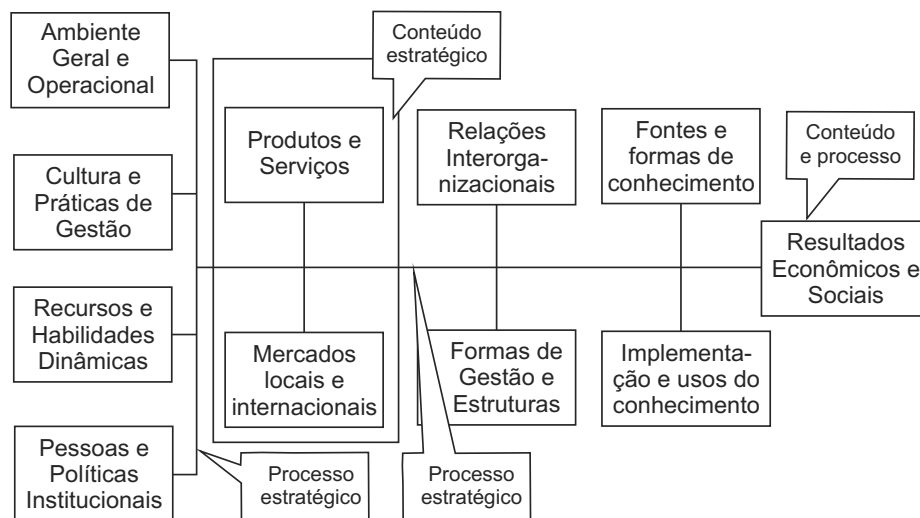 Ambiente
Geral e
Operacional
Conteúdo
estratégico
Produtos e
Serviços
Relações
Interorga-
nizacionais
Fontes e
formas de
conhecimento
Conteúdo
e processo
Cultura e
Práticas de
Gestão
Resultados
Econômicos e
Sociais
Recursos e
Habilidades
Dinâmicas
Mercados
locais e
internacionais
Formas de
Gestão e
Estruturas
Implementa-
ção e usos do
conhecimento
Pessoas e
Políticas
Institucionais
Processo
estratégico
Processo
estratégico